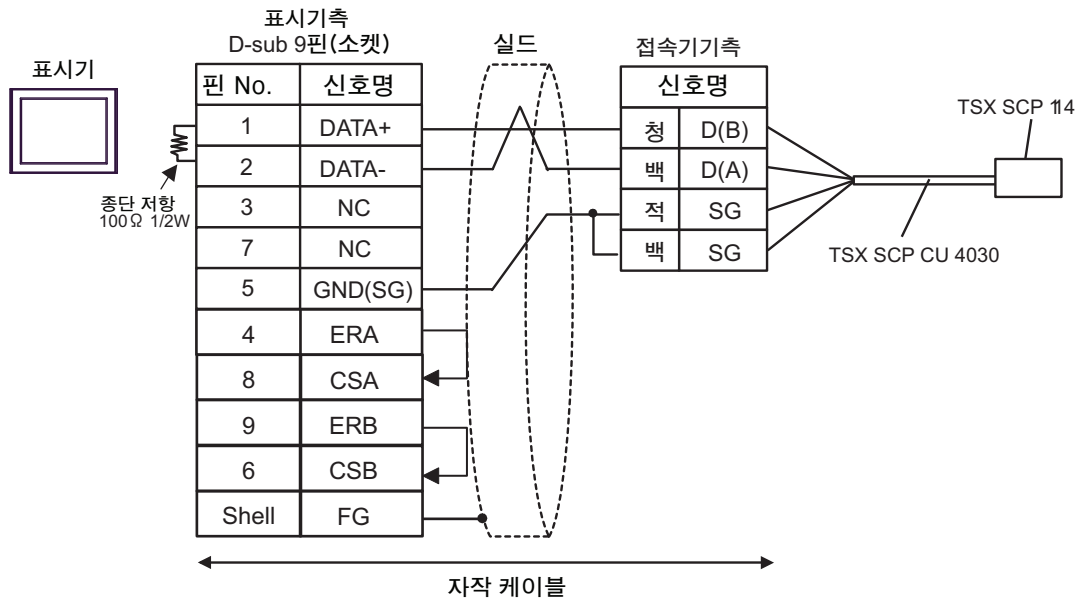 표시기측
D-sub 9핀(소켓)
실드
접속기기측
표시기
핀 No. 신호명
신호명
TSX SCP 114
1 DATA+
청 D(B)
2 DATA-
백 D(A)
종단 저항
100Ω 1/2W
3 NC
적 SG
7 NC
백 SG
TSX SCP CU 4030
5 GND(SG)
4 ERA
8 CSA
9 ERB
6 CSB
Shell FG
자작 케이블